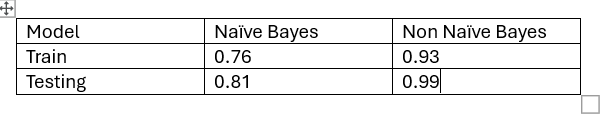 Model Naïve Bayes Non Naïve Bayes
Train 0.76 0.93
Testing 0.81 0.99